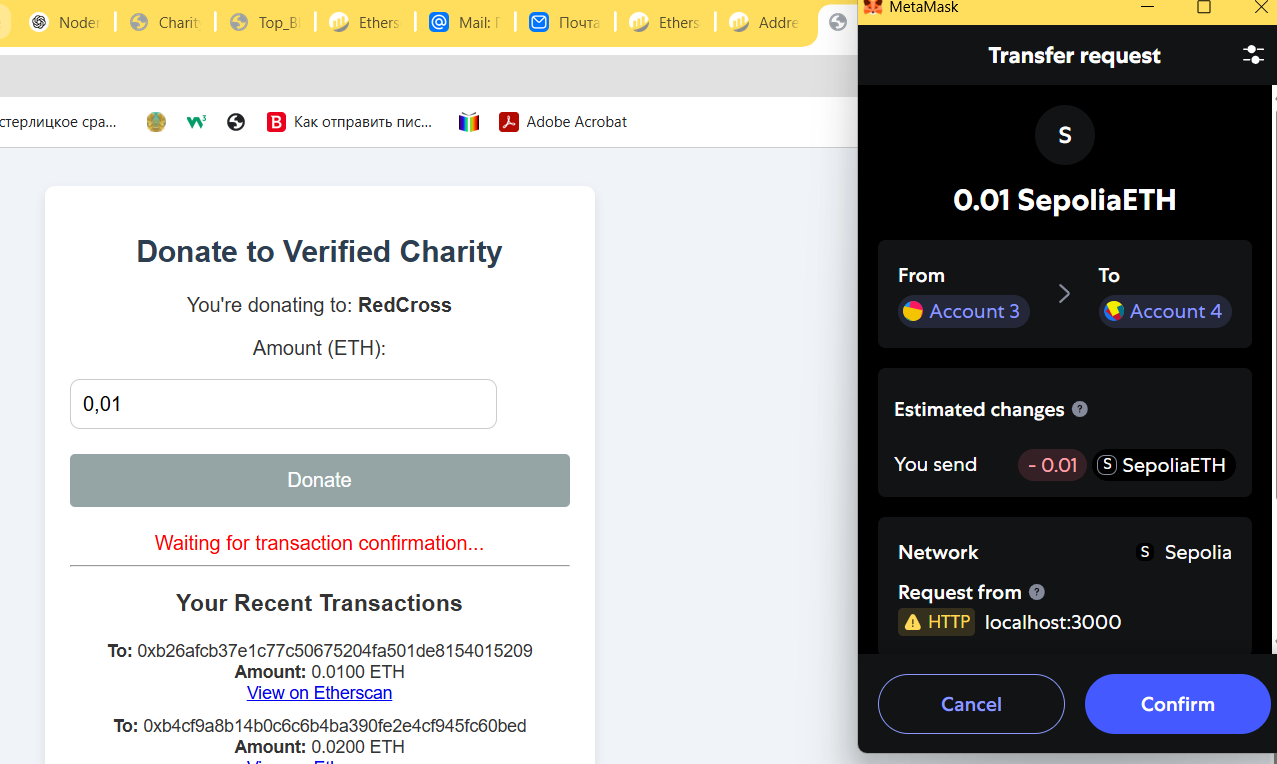 Noder Charity Top_Bl Ethers Mail: Почта Ethers Addre
стерлицкое сра... Как отправить пис... Adobe Acrobat
Donate to Verified Charity
You're donating to: RedCross
Amount (ETH):
0,01
Donate
Waiting for transaction confirmation...
Your Recent Transactions
To: 0xb26afcb37e1c77c50675204fa501de8154015209
Amount: 0.0100 ETH
View on Etherscan
To: 0xb4cf9a8b14b0c6c6b4ba390fe2e4cf945fc60bed
Amount: 0.0200 ETH
MetaMask
Transfer request
S
0.01 SepoliaETH
From To
Account 3 Account 4
Estimated changes ?
You send - 0.01 S SepoliaETH
Network S Sepolia
Request from ?
HTTP localhost:3000
Cancel Confirm